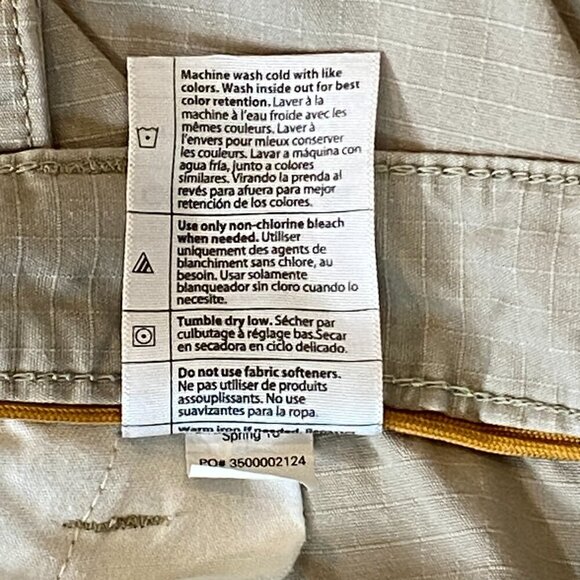 Machine wash cold with like
colors. Wash inside out for best
color retention. Laver à la
machine à l'eau froide avec les
mêmes couleurs. Laver à
l'envers pour mieux conserver
les couleurs. Lavar a máquina con
agua fría, junto a colores
similares. Virando la prenda al
revés para afuera para mejor
retención de los colores.
Use only non-chlorine bleach
when needed. Utiliser
uniquement des agents de
blanchiment sans chlore, au
besoin. Usar solamente
blanqueador sin cloro cuando lo
necesite.
Tumble dry low. Sécher par
culbutage à réglage bas.Secar
en secadora en ciclo delicado.
Do not use fabric softeners.
Ne pas utiliser de produits
assouplissants. No use
suavizantes para la ropa.
Warm iron if needed.
Spring
PO# 3500002124